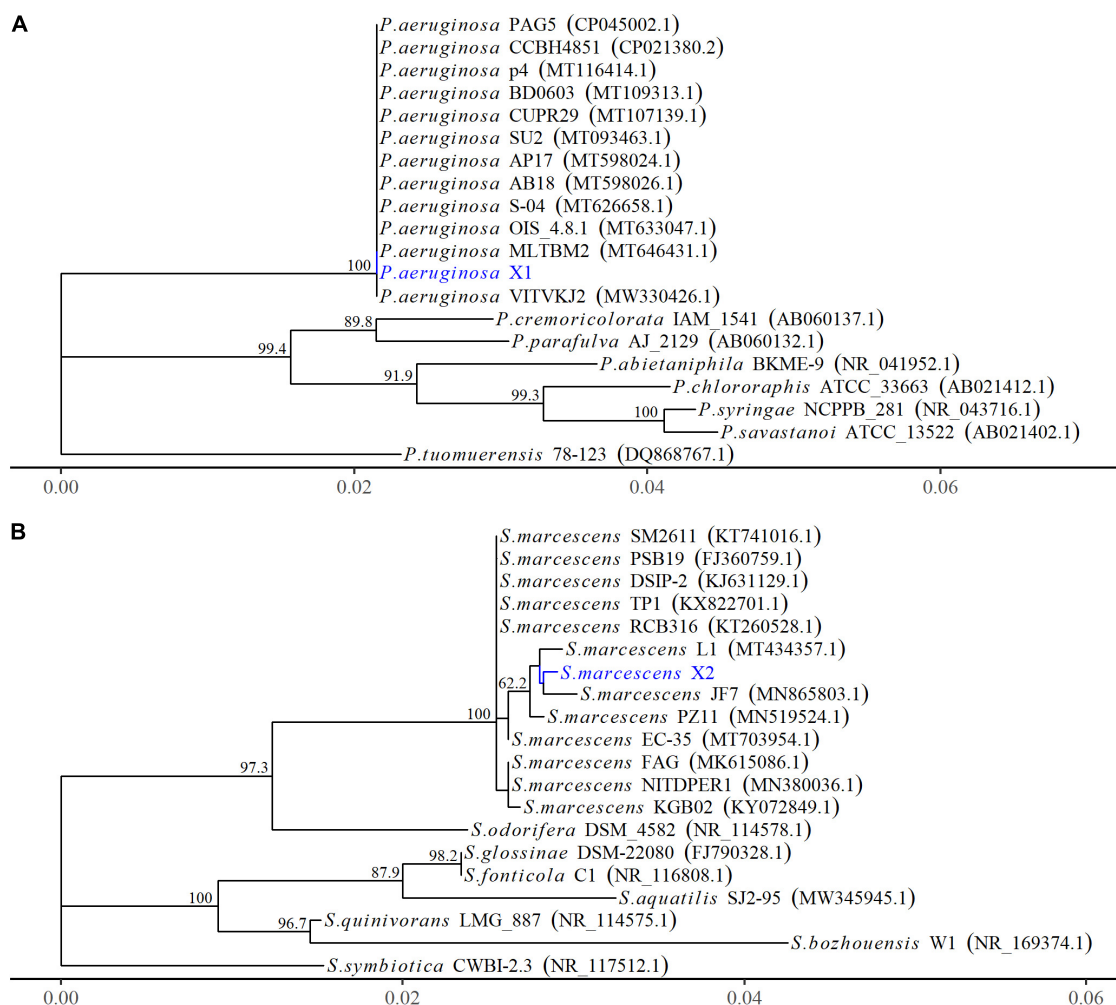 A
P.aeruginosa PAG5 (CP045002.1)
P.aeruginosa CCBH4851 (CP021380.2)
P.aeruginosa p4 (MT116414.1)
P.aeruginosa BD0603 (MT109313.1)
P.aeruginosa CUPR29 (MT107139.1)
P.aeruginosa SU2 (MT093463.1)
P.aeruginosa AP17 (MT598024.1)
P.aeruginosa AB18 (MT598026.1)
P.aeruginosa S-04 (MT626658.1)
P.aeruginosa OIS_4.8.1 (MT633047.1)
P.aeruginosa MLTBM2 (MT646431.1)
100 P.aeruginosa X1
P.aeruginosa VITVKJ2 (MW330426.1)
89.8 P.cremoricolorata IAM_1541 (AB060137.1)
P.parafulva AJ_2129 (AB060132.1)
99.4
P.abietaniphila BKME-9 (NR_041952.1)
91.9
P.chlororaphis ATCC_33663 (AB021412.1)
99.3
P.syringae NCPPB_281 (NR_043716.1)
100
P.savastanoi ATCC_13522 (AB021402.1)
P.tuomuerensis 78-123 (DQ868767.1)
0.00 0.02 0.04 0.06
B
S.marcescens SM2611 (KT741016.1)
S.marcescens PSB19 (FJ360759.1)
S.marcescens DSIP-2 (KJ631129.1)
S.marcescens TP1 (KX822701.1)
S.marcescens RCB316 (KT260528.1)
S.marcescens L1 (MT434357.1)
S.marcescens X2
62.2
S.marcescens JF7 (MN865803.1)
100 S.marcescens PZ11 (MN519524.1)
S.marcescens EC-35 (MT703954.1)
S.marcescens FAG (MK615086.1)
97.3
S.marcescens NITDPER1 (MN380036.1)
S.marcescens KGB02 (KY072849.1)
S.odorifera DSM_4582 (NR_114578.1)
98.2 S.glossinae DSM-22080 (FJ790328.1)
87.9 S.fonticola C1 (NR_116808.1)
100 S.aquatilis SJ2-95 (MW345945.1)
96.7 S.quinivorans LMG_887 (NR_114575.1)
S.bozhouensis W1 (NR_169374.1)
S.symbiotica CWBI-2.3 (NR_117512.1)
0.00 0.02 0.04 0.06